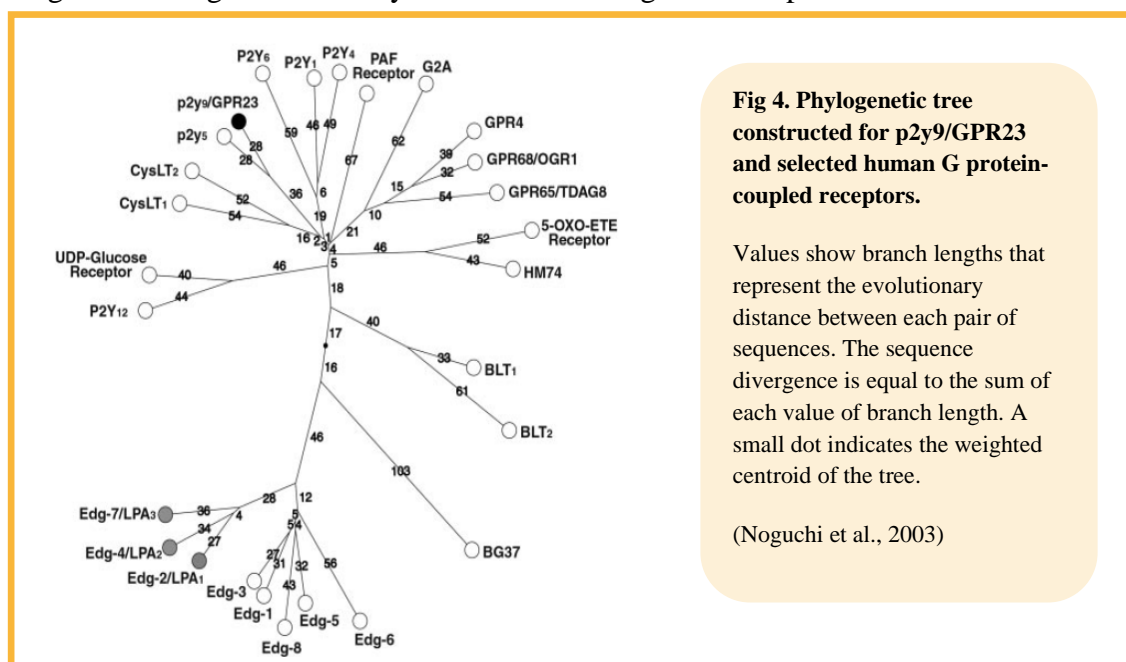 P2Y6
P2Y1
P2Y4
PAF
Receptor
G2A
p2y9/GPR23
p2y5
GPR4
GPR68/OGR1
GPR65/TDAG8
CysLT2
CysLT1
5-OXO-ETE
Receptor
HM74
UDP-Glucose
Receptor
P2Y12
59
46
49
67
62
39
32
15
54
10
28
28
36
6
19
21
52
54
16
2
1
3
4
5
46
52
43
46
40
44
18
17
16
40
33
61
BLT1
BLT2
46
103
BG37
28
12
36
4
34
27
Edg-7/LPA3
Edg-4/LPA2
Edg-2/LPA1
5
5
4
27
31
43
32
56
Edg-3
Edg-1
Edg-8
Edg-5
Edg-6
Fig 4. Phylogenetic tree
constructed for p2y9/GPR23
and selected human G protein-
coupled receptors.
Values show branch lengths that
represent the evolutionary
distance between each pair of
sequences. The sequence
divergence is equal to the sum of
each value of branch length. A
small dot indicates the weighted
centroid of the tree.
(Noguchi et al., 2003)